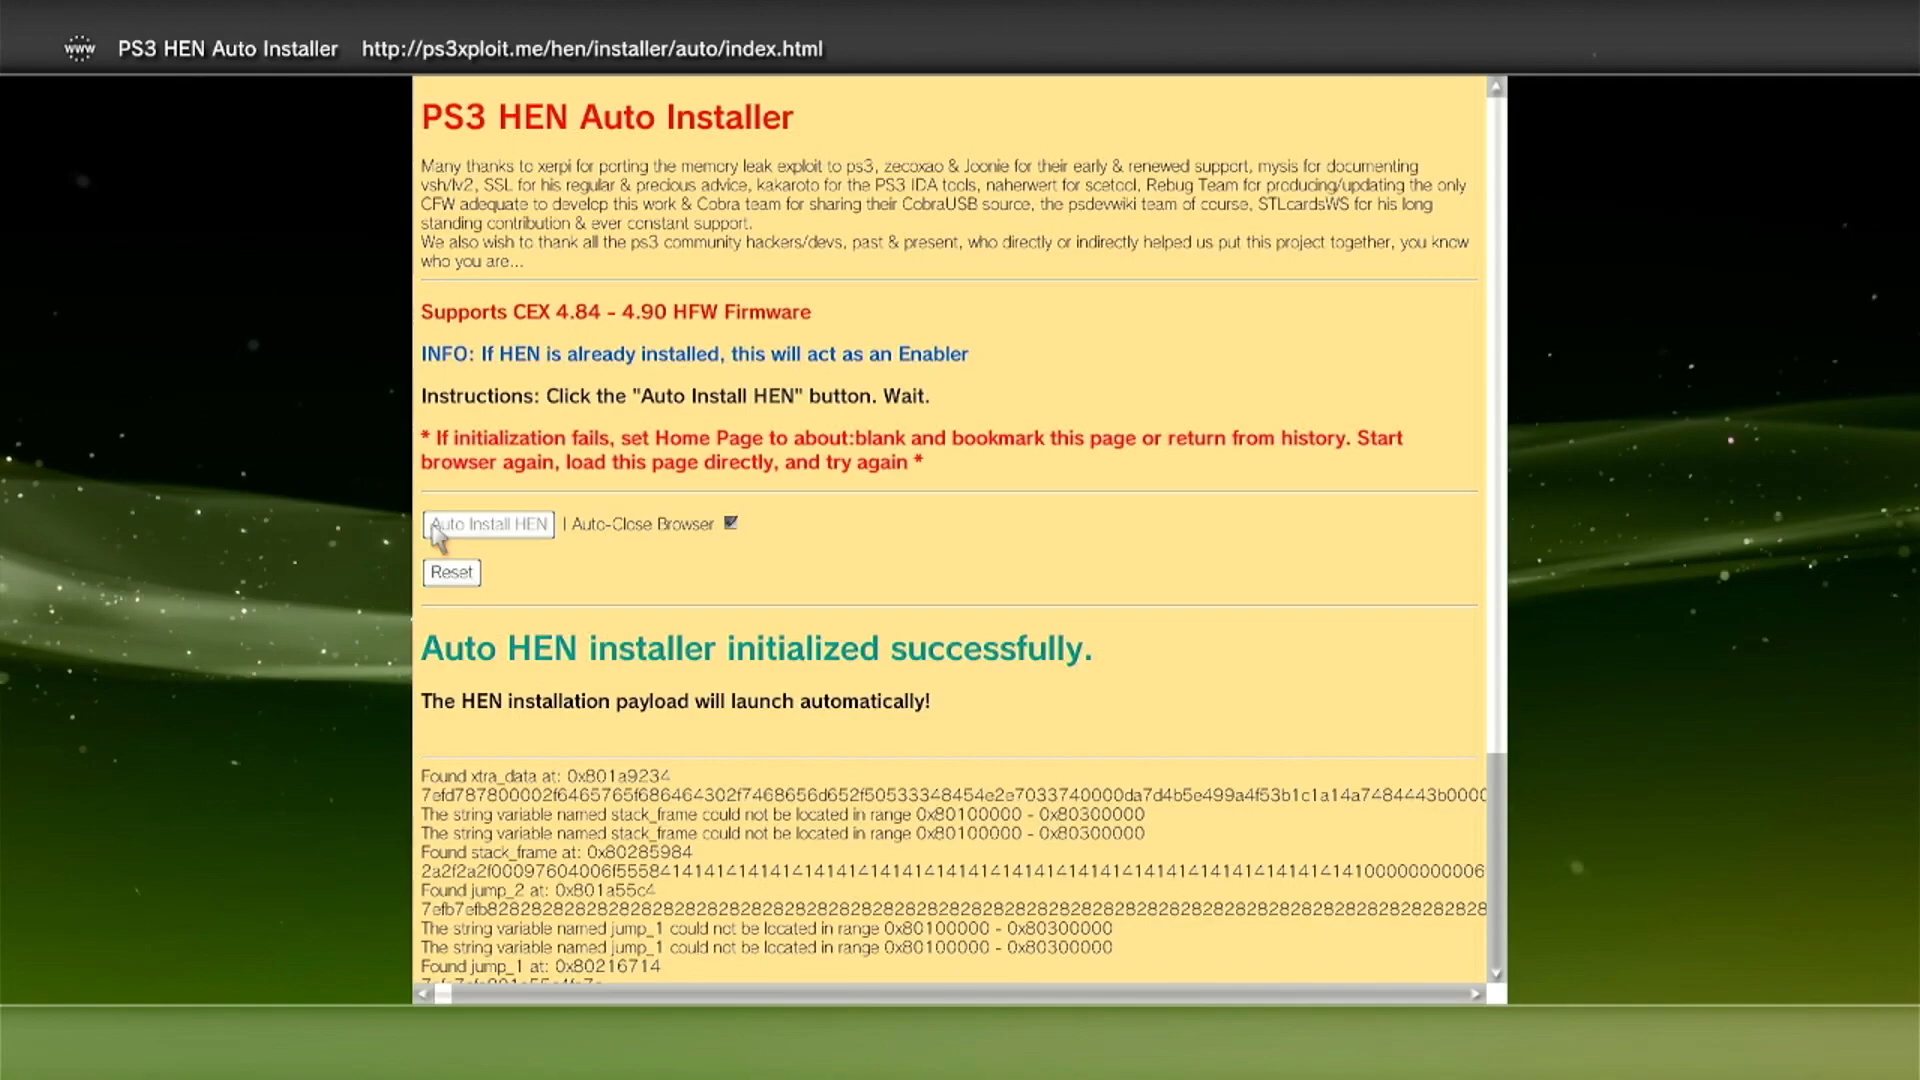 www PS3 HEN Auto Installer http://ps3xploit.me/hen/installer/auto/index.html
PS3 HEN Auto Installer
Many thanks to xerpi for porting the memory leak exploit to ps3, zecoxao & Joonie for their early & renewed support, mysis for documenting
vsh/lv2, SSL for his regular & precious advice, kakaroto for the PS3 IDA tools, naherwert for scetool, Rebug Team for producing/updating the only
CFW adequate to develop this work & Cobra team for sharing their CobraUSB source, the psdevwiki team of course, STLcardsWS for his long
standing contribution & ever constant support.
We also wish to thank all the ps3 community hackers/devs, past & present, who directly or indirectly helped us put this project together, you know
who you are...
Supports CEX 4.84 - 4.90 HFW Firmware
INFO: If HEN is already installed, this will act as an Enabler
Instructions: Click the "Auto Install HEN" button. Wait.
* If initialization fails, set Home Page to about:blank and bookmark this page or return from history. Start
browser again, load this page directly, and try again *
Auto Install HEN | Auto-Close Browser
Reset
Auto HEN installer initialized successfully.
The HEN installation payload will launch automatically!
Found xtra_data at: 0x801a9234
7efd787800002f6465765f686464302f7468656d652f50533348454e2e7033740000da7d4b5e499a4f53b1c1a14a7484443b0000
The string variable named stack_frame could not be located in range 0x80100000 - 0x80300000
The string variable named stack_frame could not be located in range 0x80100000 - 0x80300000
Found stack_frame at: 0x80285984
Found jump_2 at: 0x801a55c4
The string variable named jump_1 could not be located in range 0x80100000 - 0x80300000
The string variable named jump_1 could not be located in range 0x80100000 - 0x80300000
Found jump_1 at: 0x80216714